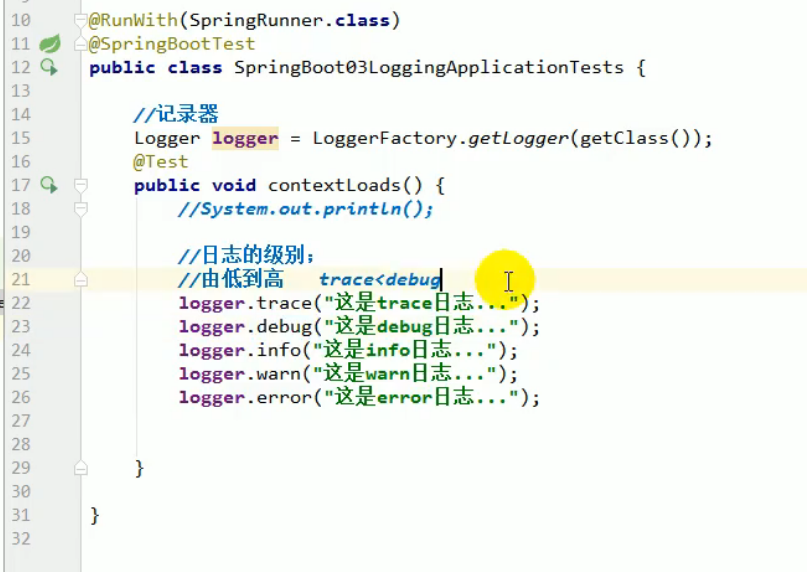 10 @RunWith(SpringRunner.class)
11 @SpringBootTest
12 public class SpringBoot03LoggingApplicationTests {
13
14 //记录器
15 Logger logger = LoggerFactory.getLogger(getClass());
16 @Test
17 public void contextLoads() {
18 //System.out.println();
19
20 //日志的级别；
21 //由低到高 trace<debug
22 logger.trace("这是trace日志...");
23 logger.debug("这是debug日志...");
24 logger.info("这是info日志...");
25 logger.warn("这是warn日志...");
26 logger.error("这是error日志...");
27
28
29 }
30
31 }
32